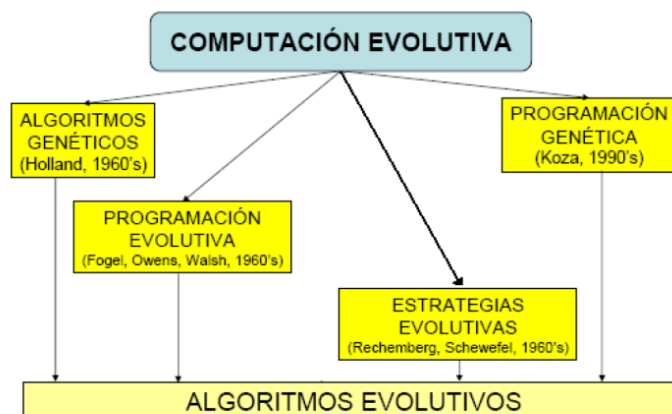 COMPUTACIÓN EVOLUTIVA
ALGORITMOS
GENÉTICOS
(Holland, 1960's)
PROGRAMACIÓN
GENÉTICA
(Koza, 1990's)
PROGRAMACIÓN
EVOLUTIVA
(Fogel, Owens, Walsh, 1960's)
ESTRATEGIAS
EVOLUTIVAS
(Rechemberg, Schewefel, 1960's)
ALGORITMOS EVOLUTIVOS